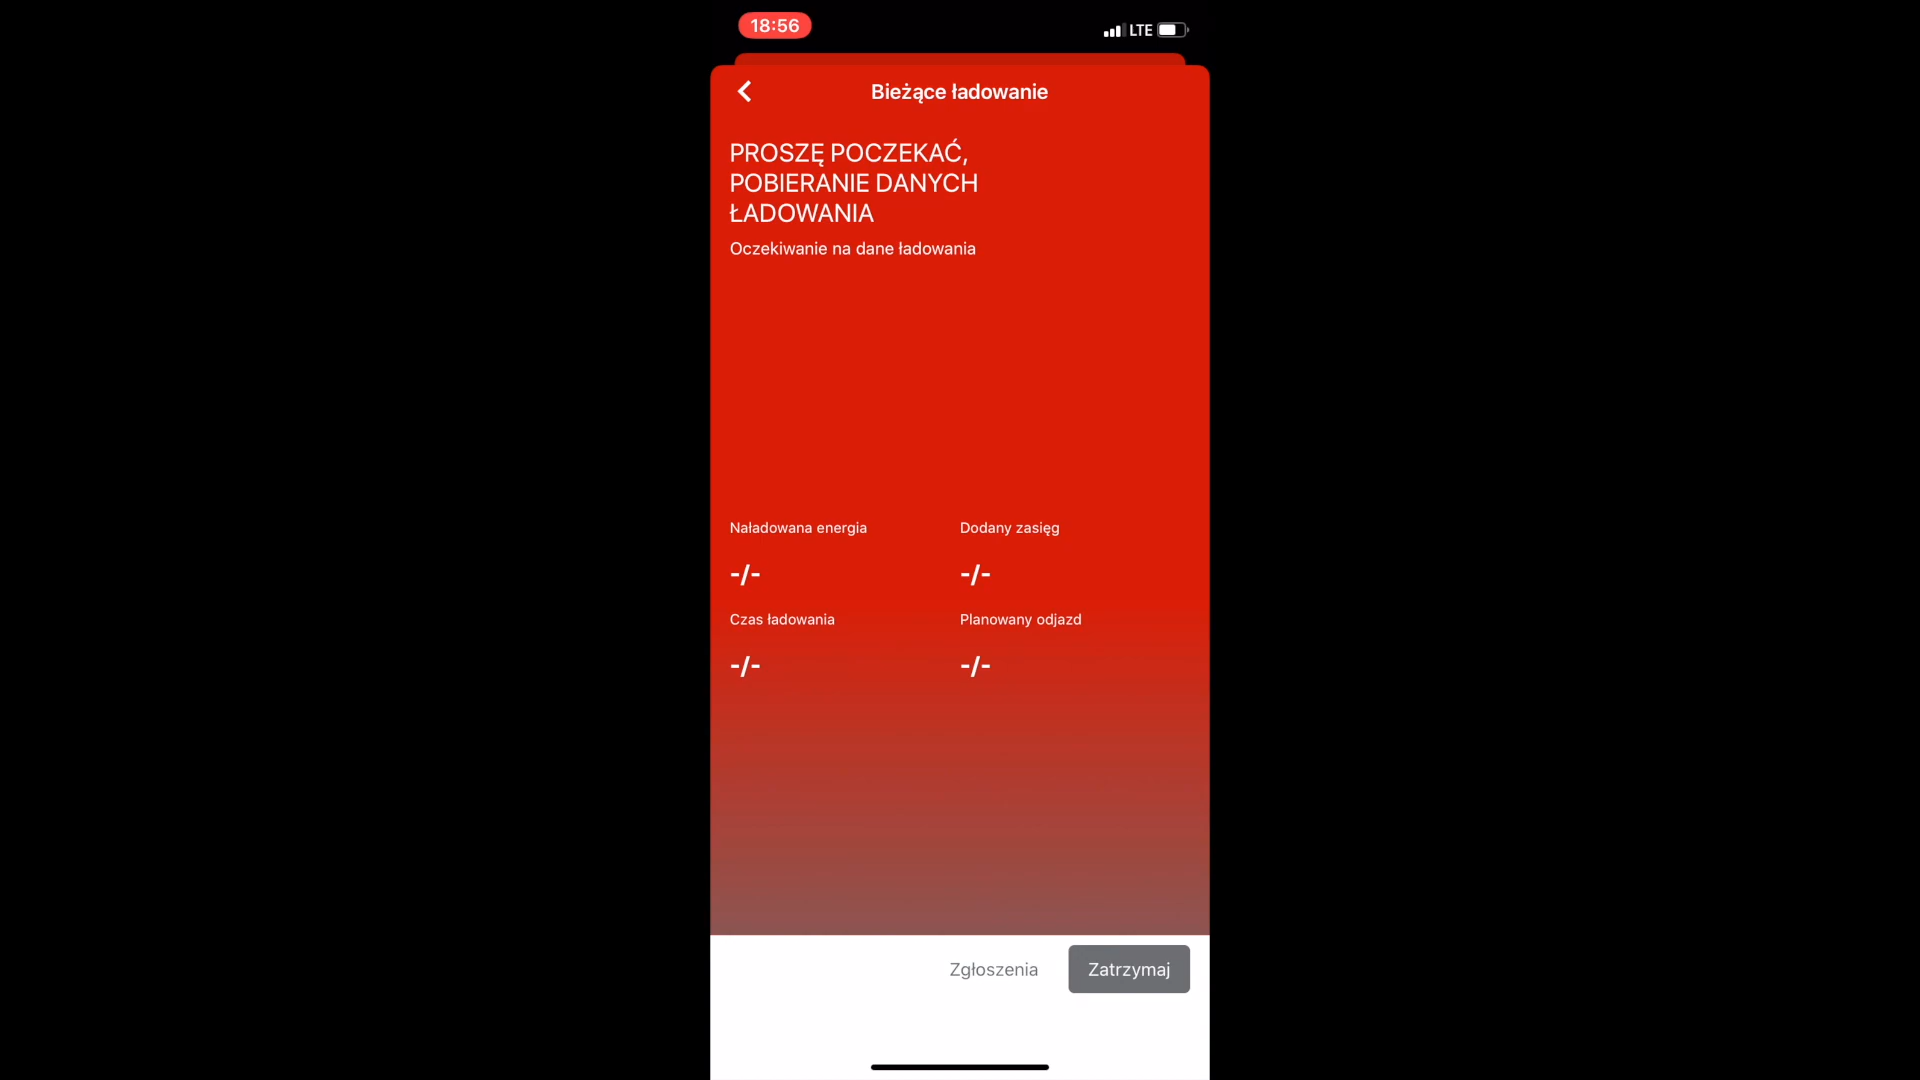 18:56
LTE
Bieżące ładowanie
PROSZĘ POCZEKAĆ,
POBIERANIE DANYCH
ŁADOWANIA
Oczekiwanie na dane ładowania
Naładowana energia
Dodany zasięg
-/-
-/-
Czas ładowania
Planowany odjazd
-/-
-/-
Zgłoszenia
Zatrzymaj